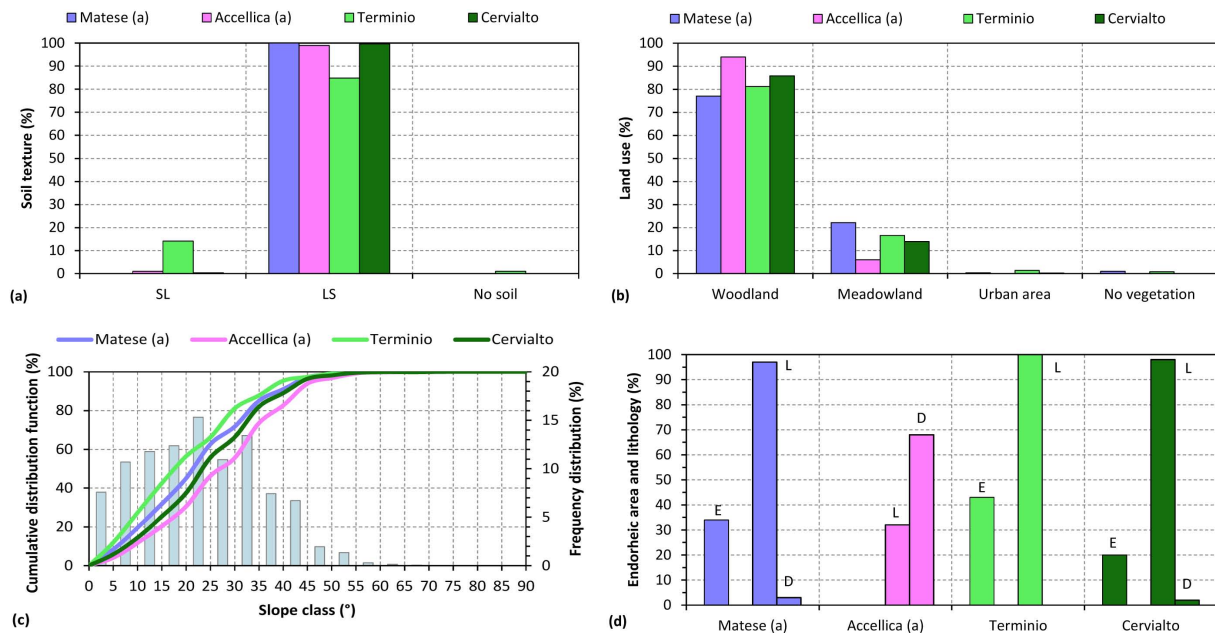 Matese (a) Accellica (a) Terminio Cervialto
Soil texture (%)
100
90
80
70
60
50
40
30
20
10
0
SL LS No soil
(a)
Matese (a) Accellica (a) Terminio Cervialto
Land use (%)
100
90
80
70
60
50
40
30
20
10
0
Woodland Meadowland Urban area No vegetation
(b)
Matese (a) Accellica (a) Terminio Cervialto
Cumulative distribution function (%)
100
80
60
40
20
0
Frequency distribution (%)
20
15
10
5
0
0 5 10 15 20 25 30 35 40 45 50 55 60 65 70 75 80 85 90
Slope class (°)
(c)
Endorheic area and lithology (%)
100
90
80
70
60
50
40
30
20
10
0
E L D
L D
E L
E L D
Matese (a) Accellica (a) Terminio Cervialto
(d)